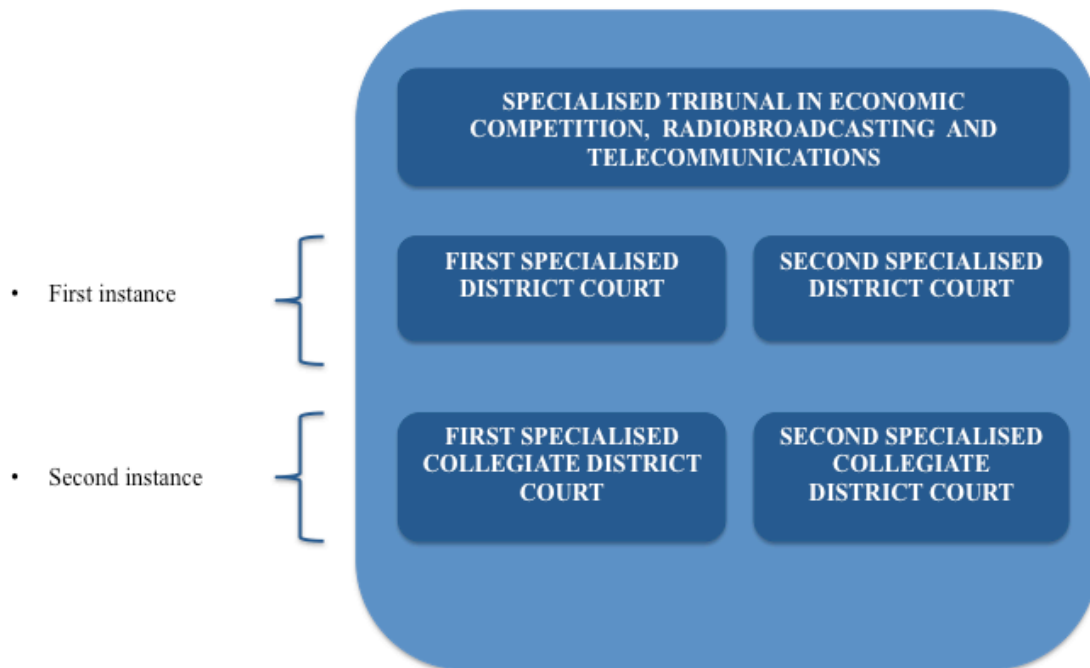 SPECIALISED TRIBUNAL IN ECONOMIC
COMPETITION, RADIOBROADCASTING AND
TELECOMMUNICATIONS
• First instance
FIRST SPECIALISED
DISTRICT COURT
SECOND SPECIALISED
DISTRICT COURT
• Second instance
FIRST SPECIALISED
COLLEGIATE DISTRICT
COURT
SECOND SPECIALISED
COLLEGIATE
DISTRICT COURT